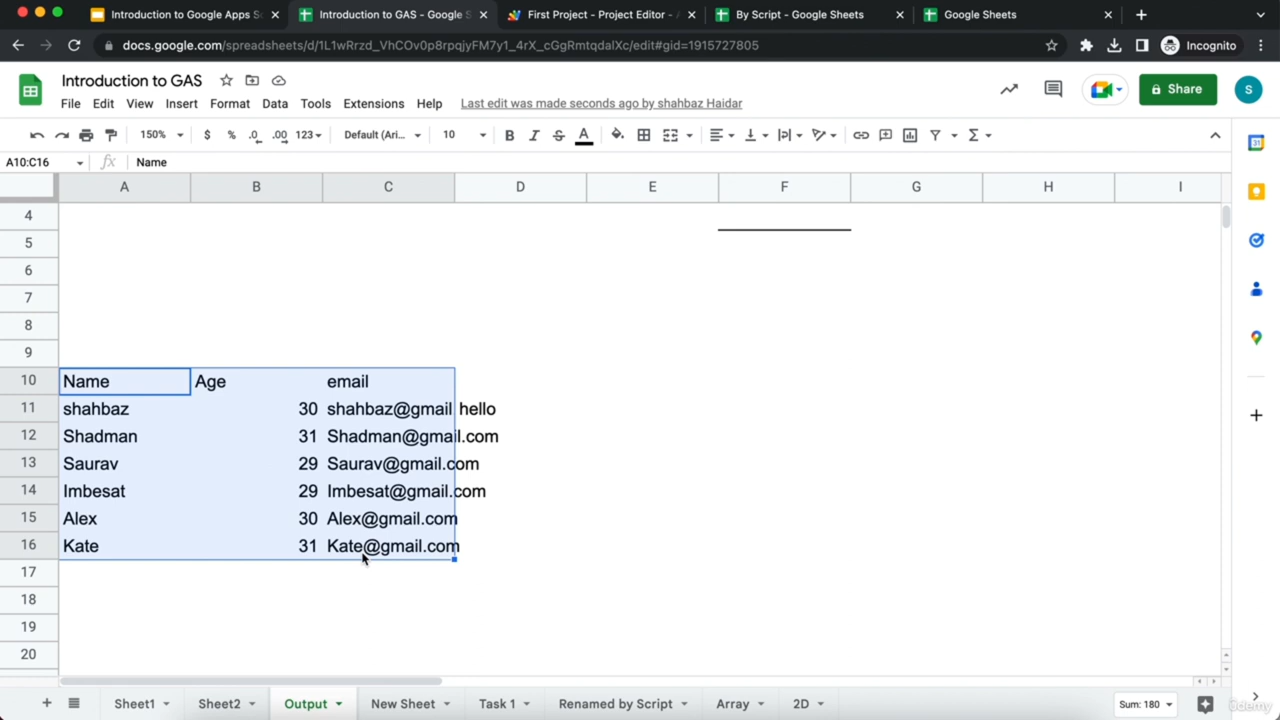 Introduction to Google Apps Sc
Introduction to GAS - Google S
First Project - Project Editor - A
By Script - Google Sheets
Google Sheets
docs.google.com/spreadsheets/d/1L1wRrzd_VhCOv0p8rpqjyFM7y1_4rX_cGgRmtqdalXc/edit#gid=1915727805
Incognito
Introduction to GAS
File Edit View Insert Format Data Tools Extensions Help Last edit was made seconds ago by shahbaz Haidar
Share
S
150% $ % .0 .00 123 Default (Ari... 10 B I S A
A10:C16 fx Name
A B C D E F G H I
4
5
6
7
8
9
10 Name Age email
11 shahbaz 30 shahbaz@gmail hello
12 Shadman 31 Shadman@gmail.com
13 Saurav 29 Saurav@gmail.com
14 Imbesat 29 Imbesat@gmail.com
15 Alex 30 Alex@gmail.com
16 Kate 31 Kate@gmail.com
17
18
19
20
Sheet1 Sheet2 Output New Sheet Task 1 Renamed by Script Array 2D Sum: 180
ûdemy